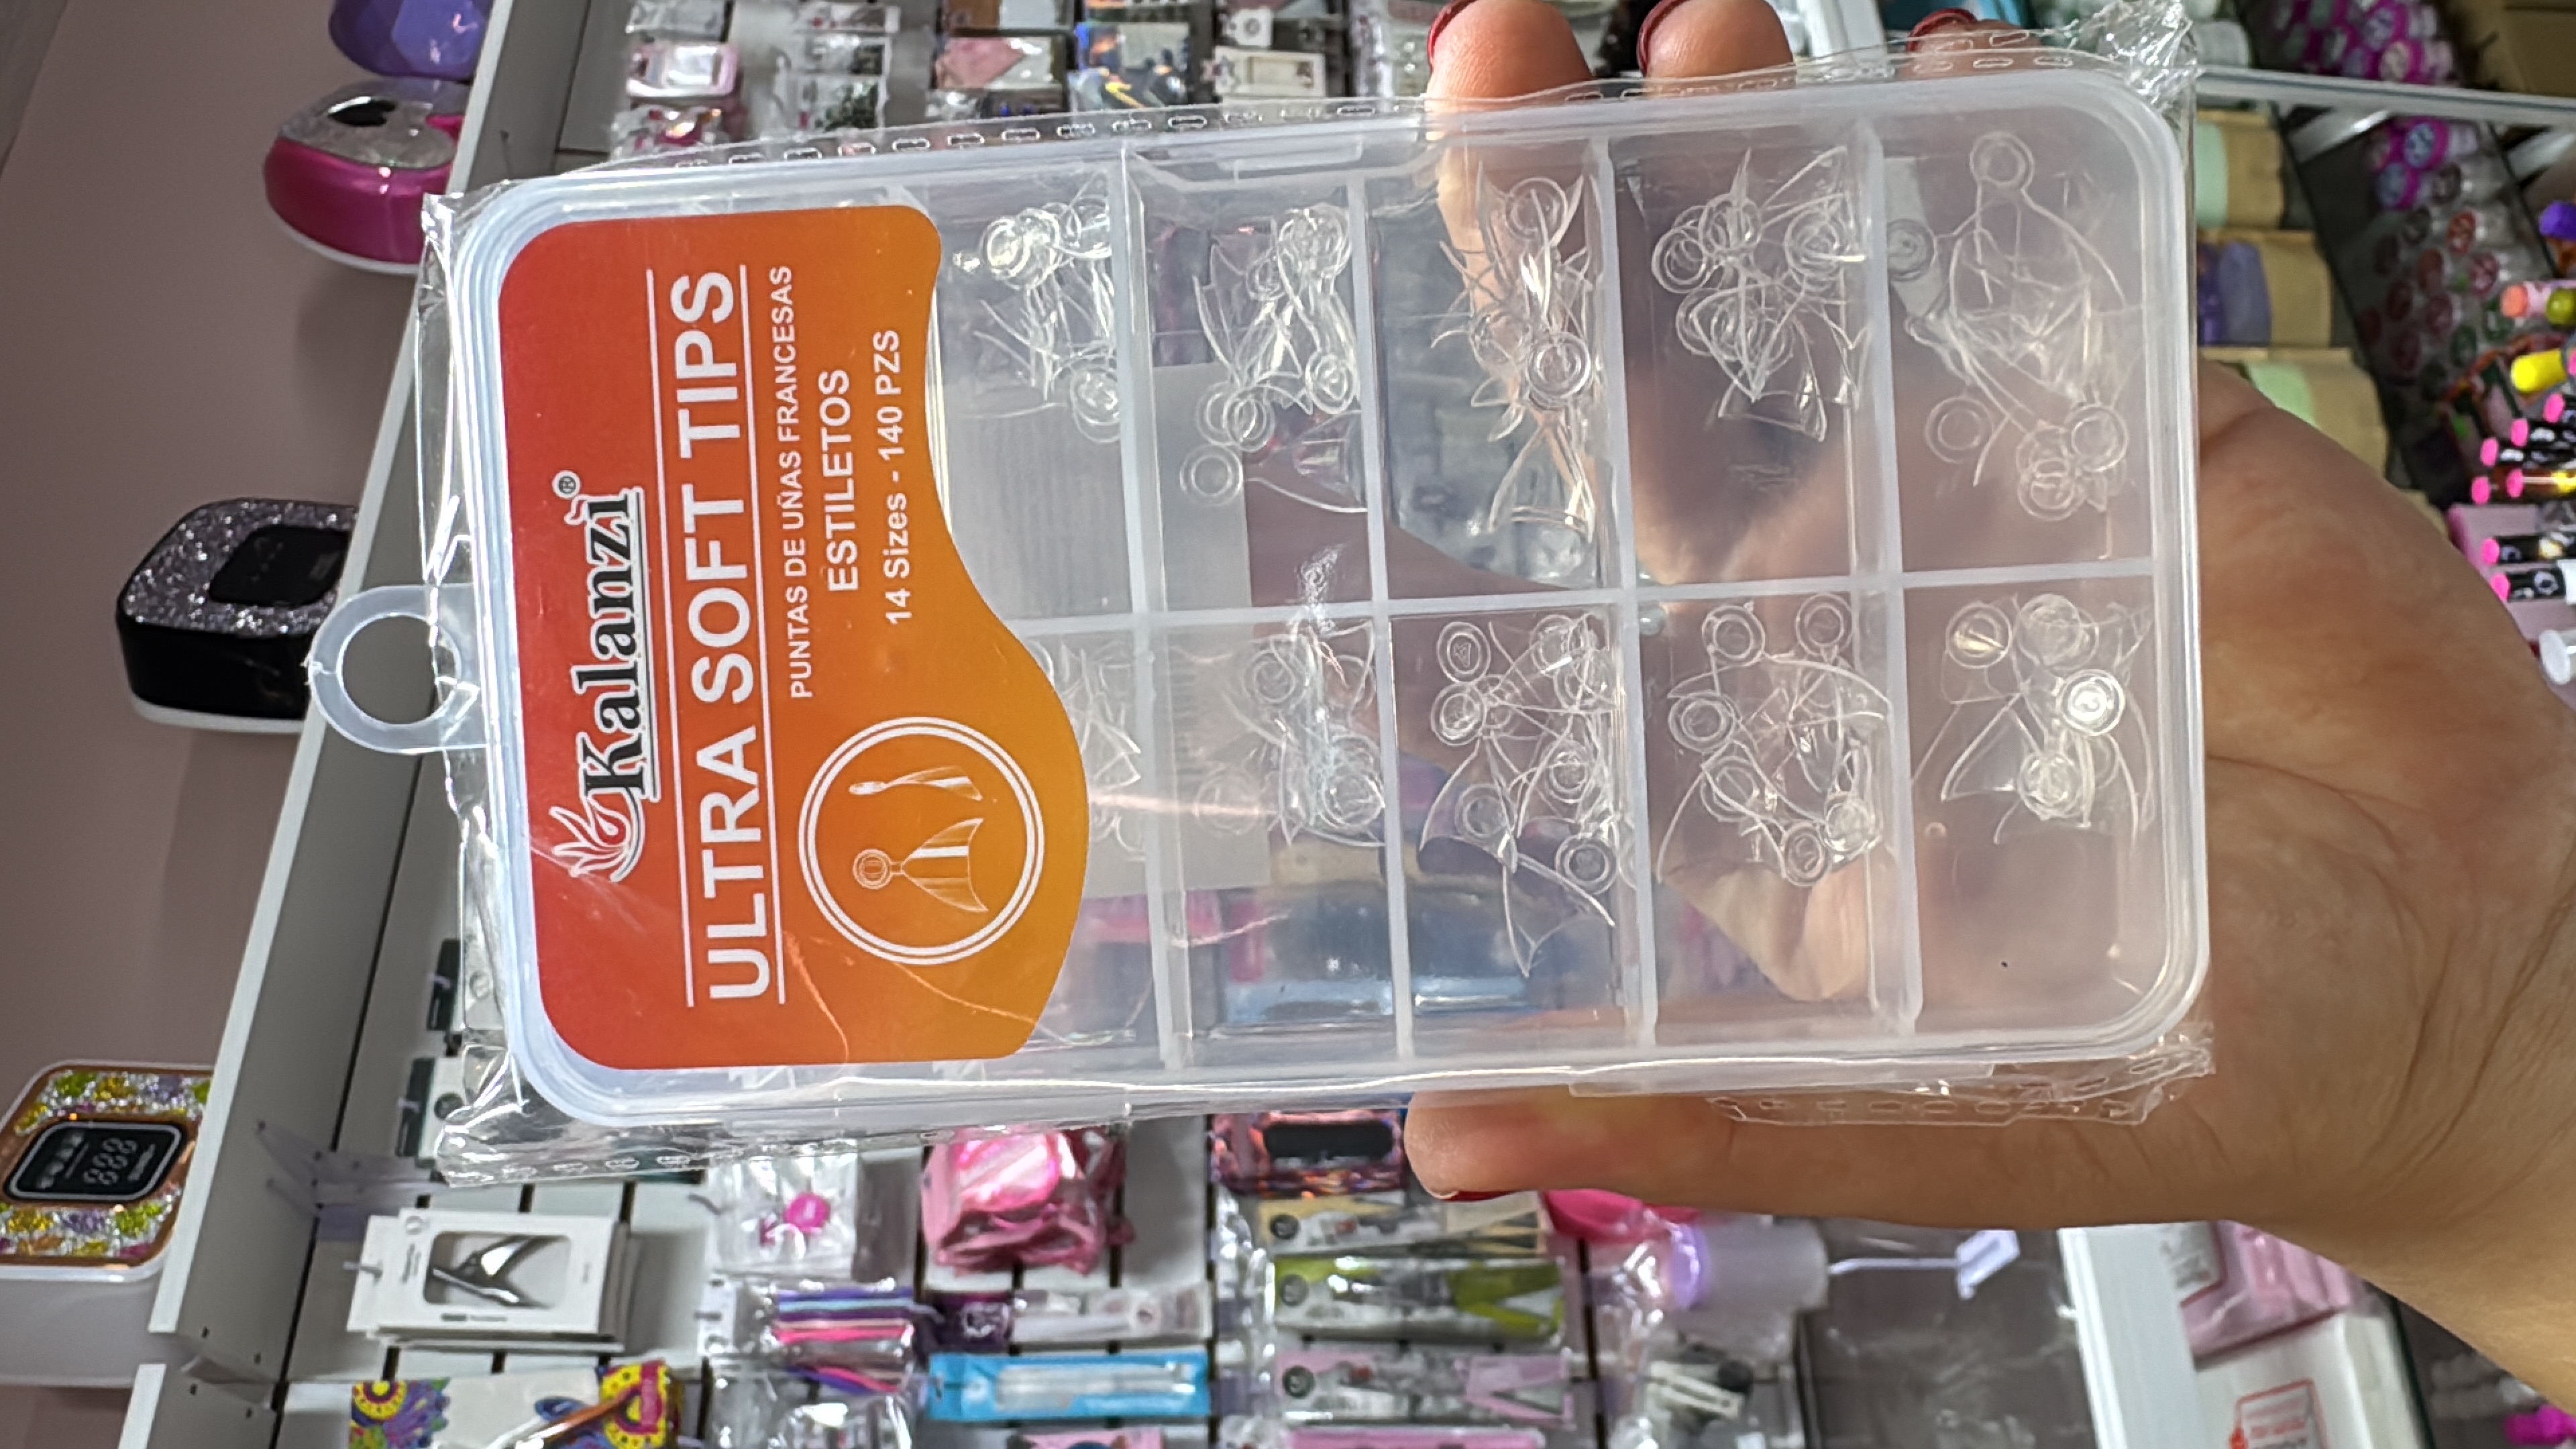 Kalanzi®
ULTRA SOFT TIPS
PUNTAS DE UÑAS FRANCESAS
ESTILETOS
14 Sizes - 140 PZS